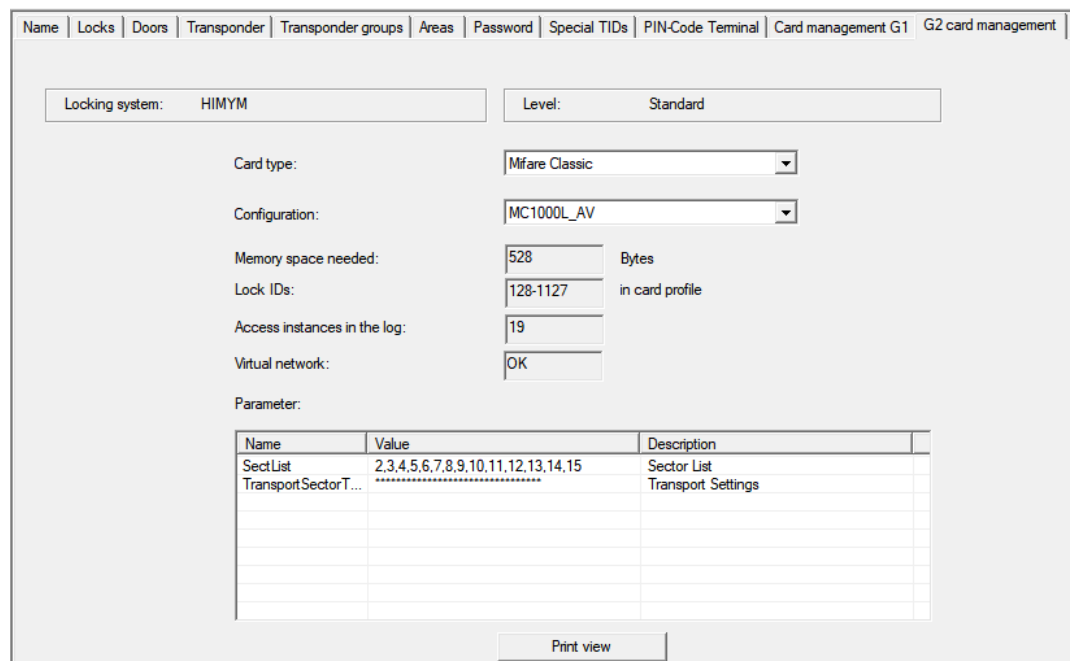 Name Locks Doors Transponder Transponder groups Areas Password Special TIDs PIN-Code Terminal Card management G1 G2 card management
Locking system: HIMYM Level: Standard
Card type: Mifare Classic
Configuration: MC1000L_AV
Memory space needed: 528 Bytes
Lock IDs: 128-1127 in card profile
Access instances in the log: 19
Virtual network: OK
Parameter:
Name Value Description
SectList 2,3,4,5,6,7,8,9,10,11,12,13,14,15 Sector List
TransportSectorT... ******************************** Transport Settings
Print view